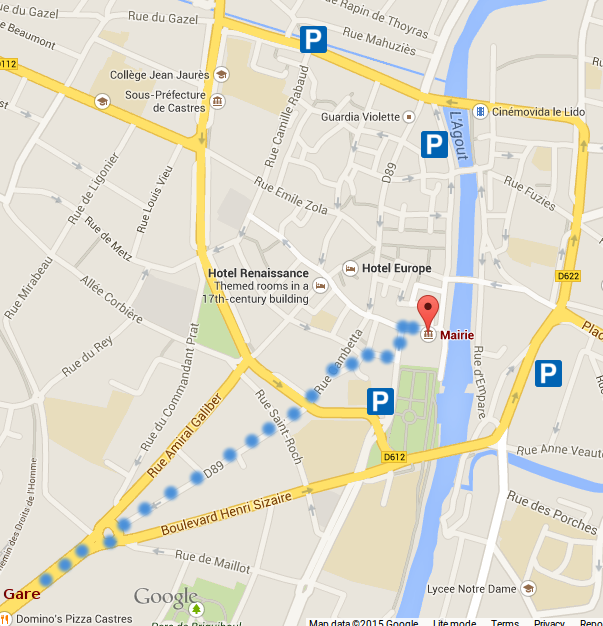 Rue du Gazel
Rue du Gazel
Rue de Rapin de Thoyras
Rue Mahuziès
P
Rue Beaumont
D112
Collège Jean Jaurès
Sous-Préfecture
de Castres
Rue Camille Rabaud
Guardia Violette
Cinémovida le Lido
P
L'Agout
D89
Rue de Ligonier
Rue Louis Vieu
Rue Emile Zola
Rue Fuzies
Rue de Metz
Rue Mirabeau
Allée Corbière
Hotel Renaissance
Themed rooms in a
17th-century building
Hotel Europe
D622
Mairie
Plac
Rue du Rey
Rue du Commandant Prat
Rue Gambetta
Rue d'Empare
P
P
Rue Amiral Galiber
Rue Saint-Roch
D89
D612
Rue Anne Veaute
Boulevard Henri Sizaire
Chemin des Droits de l'Homme
Rue des Porches
Rue de Maillot
Gare
Google
Lycee Notre Dame
Domino's Pizza Castres
Parc de Briguiboul
Map data ©2015 Google
Lite mode
Terms
Privacy
Repo